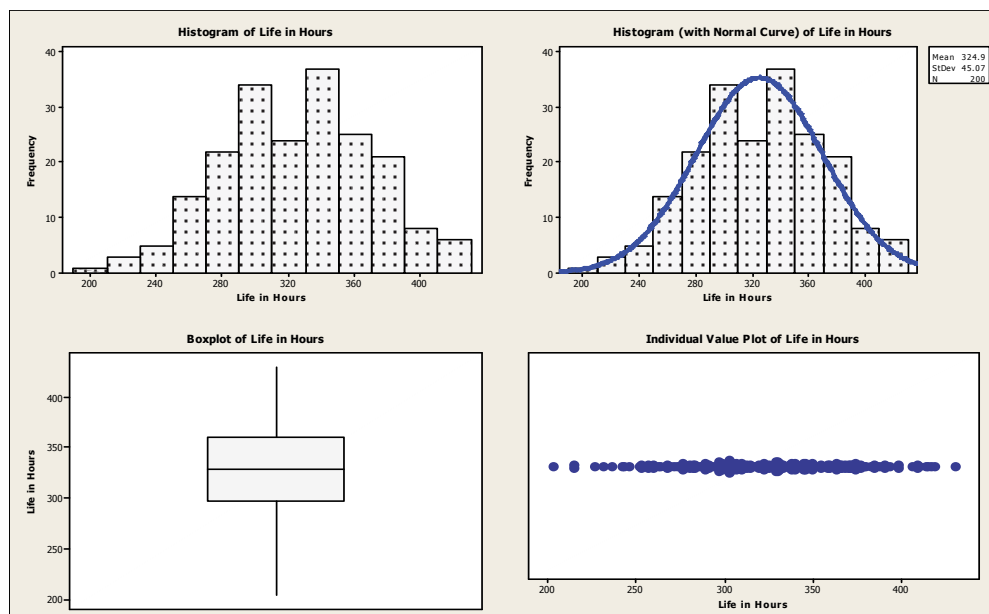 Histogram of Life in Hours
40
30
20
10
0
Frequency
200 240 280 320 360 400
Life in Hours
Histogram (with Normal Curve) of Life in Hours
Mean 324.9
StDev 45.07
N 200
40
30
20
10
0
Frequency
200 240 280 320 360 400
Life in Hours
Boxplot of Life in Hours
400
350
300
250
200
Life in Hours
Individual Value Plot of Life in Hours
200 250 300 350 400
Life in Hours